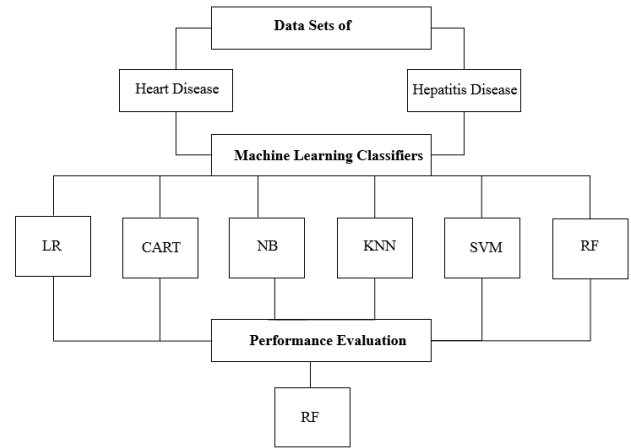 Data Sets of
Heart Disease
Hepatitis Disease
Machine Learning Classifiers
LR
CART
NB
KNN
SVM
RF
Performance Evaluation
RF